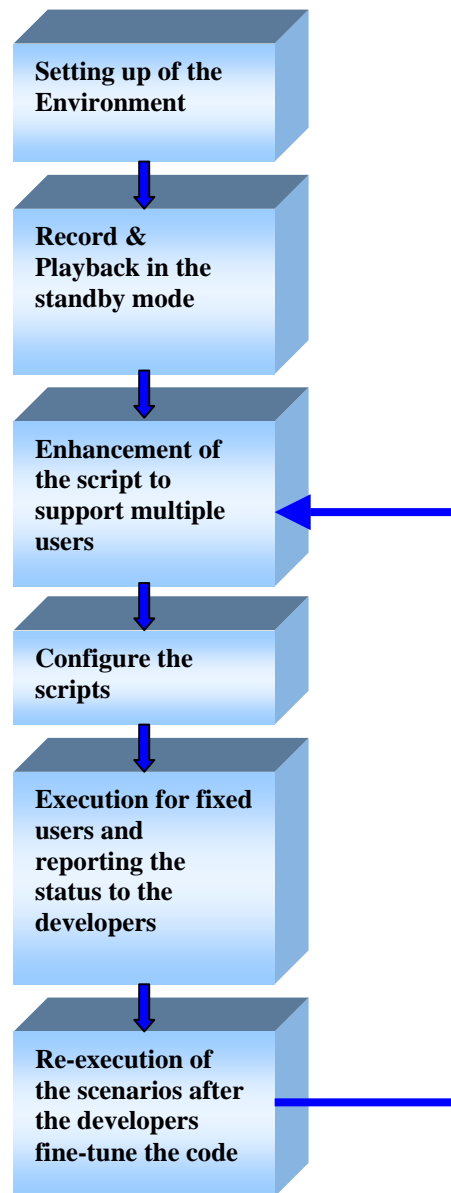 Setting up of the
Environment
Record &
Playback in the
standby mode
Enhancement of
the script to
support multiple
users
Configure the
scripts
Execution for fixed
users and
reporting the
status to the
developers
Re-execution of
the scenarios after
the developers
fine-tune the code